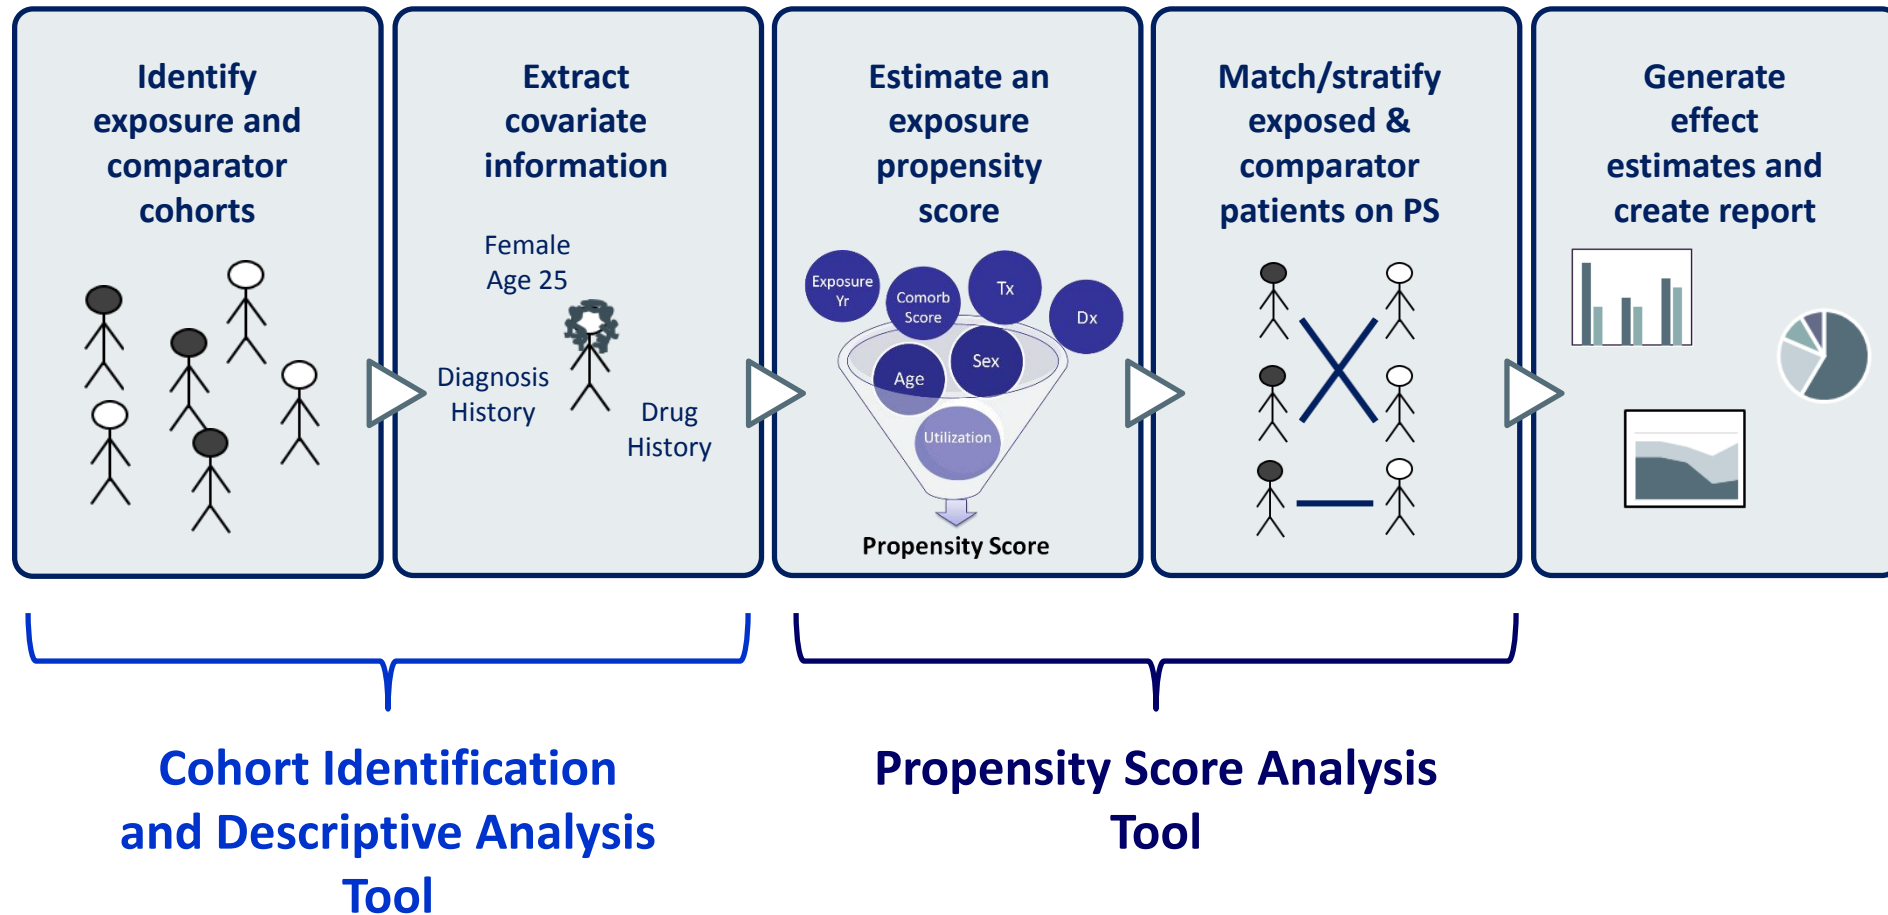 Identify
exposure and
comparator
cohorts
Extract
covariate
information
Female
Age 25
Diagnosis
History
Drug
History
Estimate an
exposure
propensity
score
Exposure
Yr
Comorb
Score
Tx
Dx
Age
Sex
Utilization
Propensity Score
Match/stratify
exposed &
comparator
patients on PS
Generate
effect
estimates and
create report
Cohort Identification
and Descriptive Analysis
Tool
Propensity Score Analysis
Tool